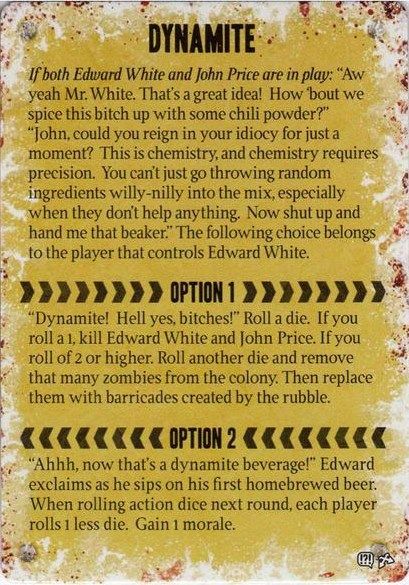 DYNAMITE
If both Edward White and John Price are in play: "Aw
yeah Mr. White. That's a great idea! How 'bout we
spice this bitch up with some chili powder?"
"John, could you reign in your idiocy for just a
moment? This is chemistry, and chemistry requires
precision. You can't just go throwing random
ingredients willy-nilly into the mix, especially
when they don't help anything. Now shut up and
hand me that beaker." The following choice belongs
to the player that controls Edward White.
OPTION 1
"Dynamite! Hell yes, bitches!" Roll a die. If you
roll a 1, kill Edward White and John Price. If you
roll of 2 or higher. Roll another die and remove
that many zombies from the colony. Then replace
them with barricades created by the rubble.
OPTION 2
"Ahhh, now that's a dynamite beverage!" Edward
exclaims as he sips on his first homebrewed beer.
When rolling action dice next round, each player
rolls 1 less die. Gain 1 morale.